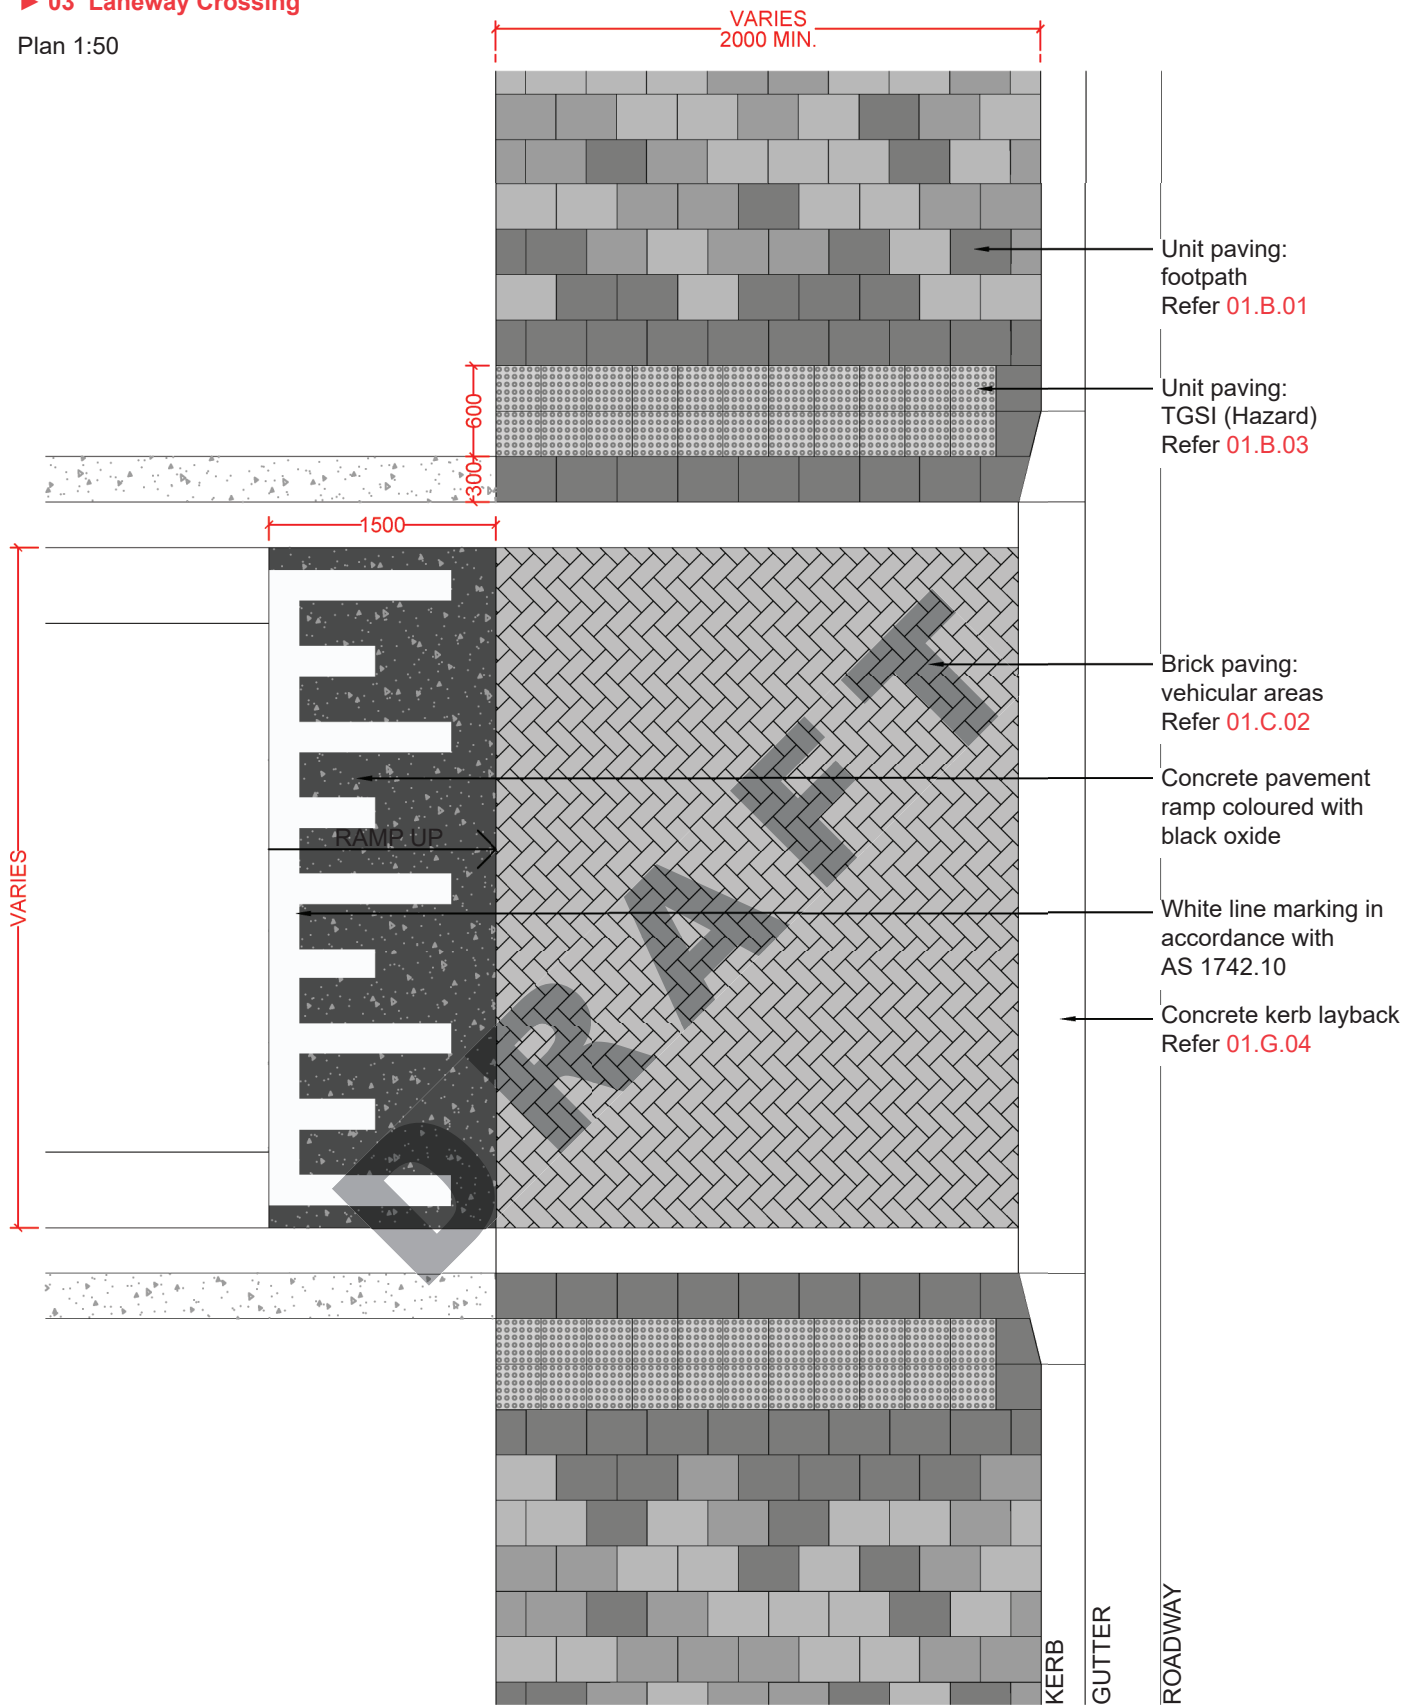 ► 03 Laneway Crossing
Plan 1:50
VARIES
2000 MIN.
Unit paving:
footpath
Refer 01.B.01
Unit paving:
TGSI (Hazard)
Refer 01.B.03
600
300
1500
VARIES
RAMP UP
Brick paving:
vehicular areas
Refer 01.C.02
Concrete pavement
ramp coloured with
black oxide
White line marking in
accordance with
AS 1742.10
Concrete kerb layback
Refer 01.G.04
DRAFT
KERB
GUTTER
ROADWAY